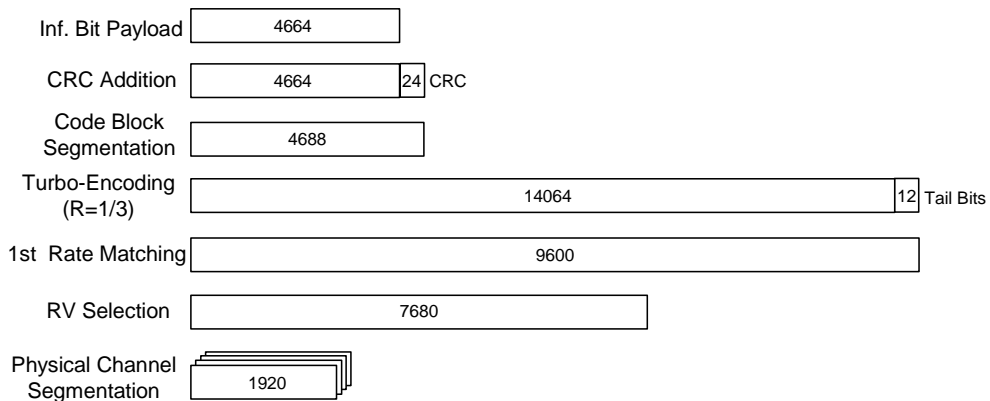 Inf. Bit Payload 4664
CRC Addition 4664 24 CRC
Code Block
Segmentation 4688
Turbo-Encoding
(R=1/3) 14064 12 Tail Bits
1st Rate Matching 9600
RV Selection 7680
Physical Channel
Segmentation 1920